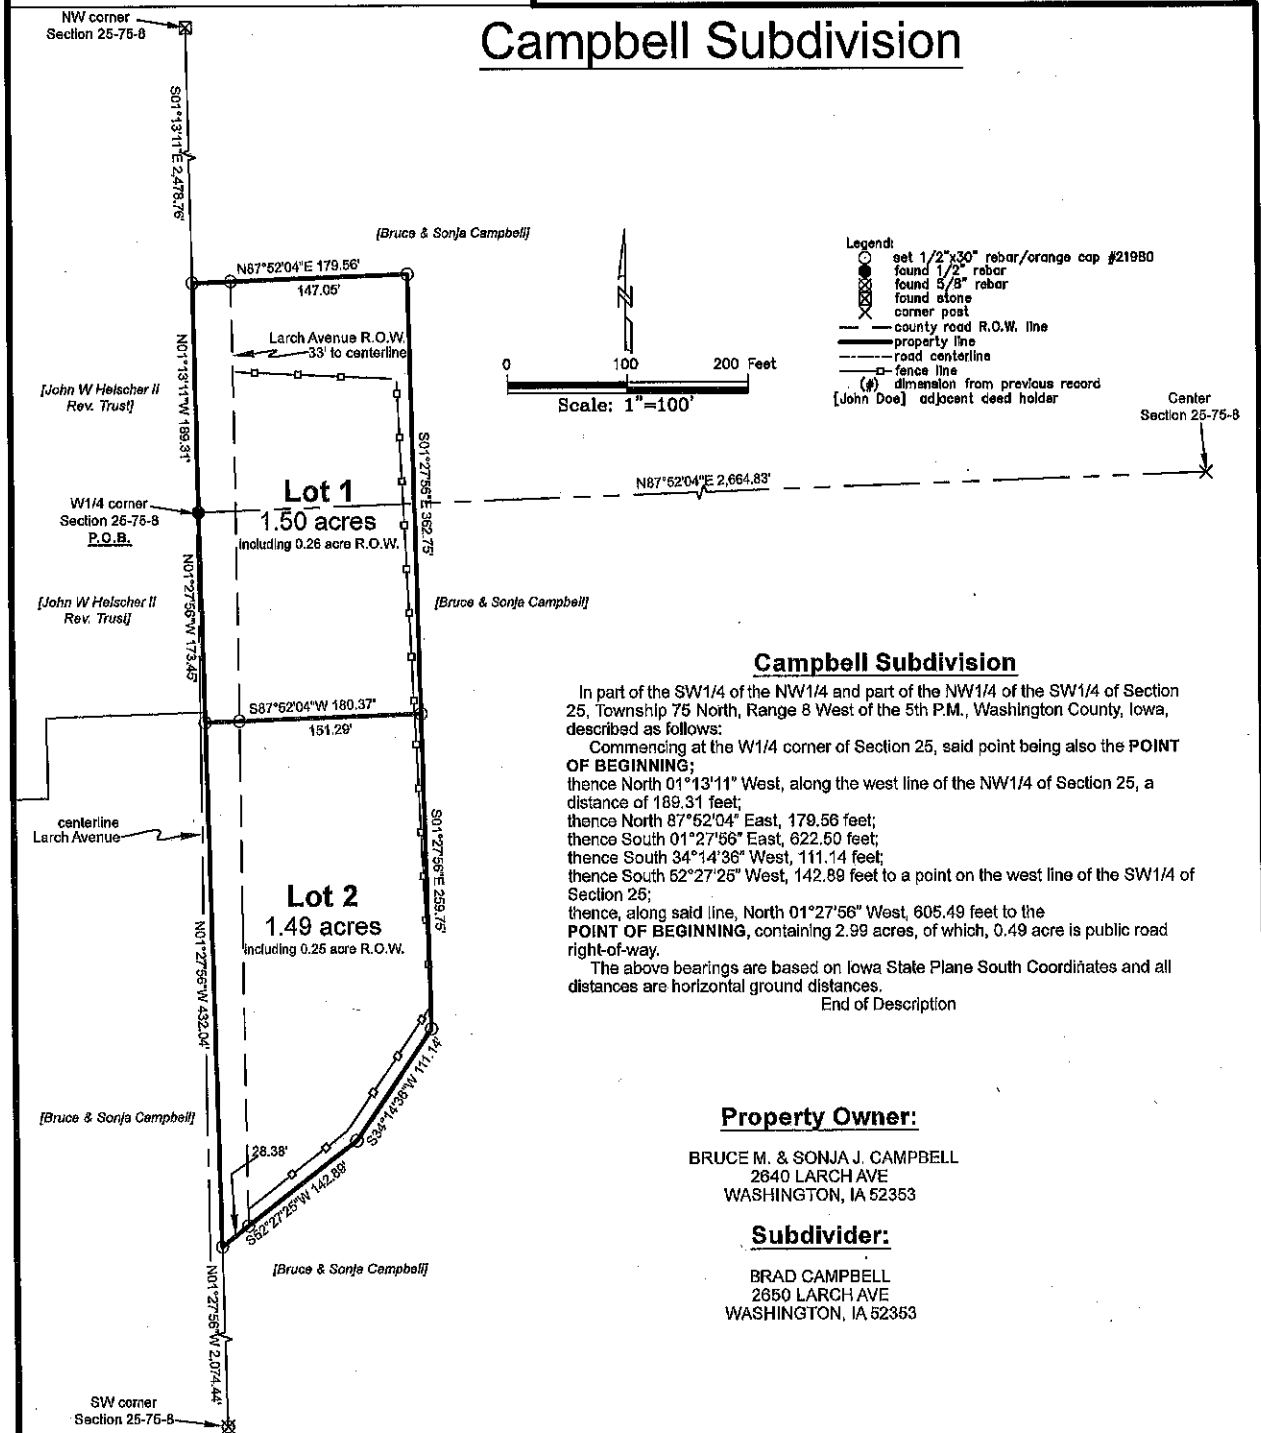 Campbell Subdivision
NW corner
Section 25-75-8
S01°13'11"E 2,478.76'
[Bruce & Sonja Campbell]
N87°52'04"E 179.56'
147.05'
Larch Avenue R.O.W.
33' to centerline
N01°13'11"W 189.31'
[John W Helscher II
Rev. Trust]
0 100 200 Feet
Scale: 1"=100'
Legend:
set 1/2"x30" rebar/orange cap #21980
found 1/2" rebar
found 5/8" rebar
found stone
corner post
county road R.O.W. line
property line
road centerline
fence line
(#) dimension from previous record
[John Doe] adjacent deed holder
Center
Section 25-75-8
N87°52'04"E 2,664.83'
S01°27'56"E 362.75'
Lot 1
1.50 acres
including 0.26 acre R.O.W.
W1/4 corner
Section 25-75-8
P.O.B.
N01°27'56"W 173.45'
[John W Helscher II
Rev. Trust]
[Bruce & Sonja Campbell]
S87°52'04"W 180.37'
151.29'
centerline
Larch Avenue
Lot 2
1.49 acres
including 0.25 acre R.O.W.
S01°27'56"E 259.75'
N01°27'56"W 432.04'
[Bruce & Sonja Campbell]
28.38'
S34°14'36"W 111.14'
S52°27'25"W 142.89'
[Bruce & Sonja Campbell]
N01°27'56"W 2,074.44'
SW corner
Section 25-75-8
Campbell Subdivision
In part of the SW1/4 of the NW1/4 and part of the NW1/4 of the SW1/4 of Section
25, Township 75 North, Range 8 West of the 5th P.M., Washington County, Iowa,
described as follows:
Commencing at the W1/4 corner of Section 25, said point being also the POINT
OF BEGINNING;
thence North 01°13'11" West, along the west line of the NW1/4 of Section 25, a
distance of 189.31 feet;
thence North 87°52'04" East, 179.56 feet;
thence South 01°27'56" East, 622.50 feet;
thence South 34°14'36" West, 111.14 feet;
thence South 52°27'25" West, 142.89 feet to a point on the west line of the SW1/4 of
Section 25;
thence, along said line, North 01°27'56" West, 605.49 feet to the
POINT OF BEGINNING, containing 2.99 acres, of which, 0.49 acre is public road
right-of-way.
The above bearings are based on Iowa State Plane South Coordinates and all
distances are horizontal ground distances.
End of Description
Property Owner:
BRUCE M. & SONJA J. CAMPBELL
2640 LARCH AVE
WASHINGTON, IA 52353
Subdivider:
BRAD CAMPBELL
2650 LARCH AVE
WASHINGTON, IA 52353